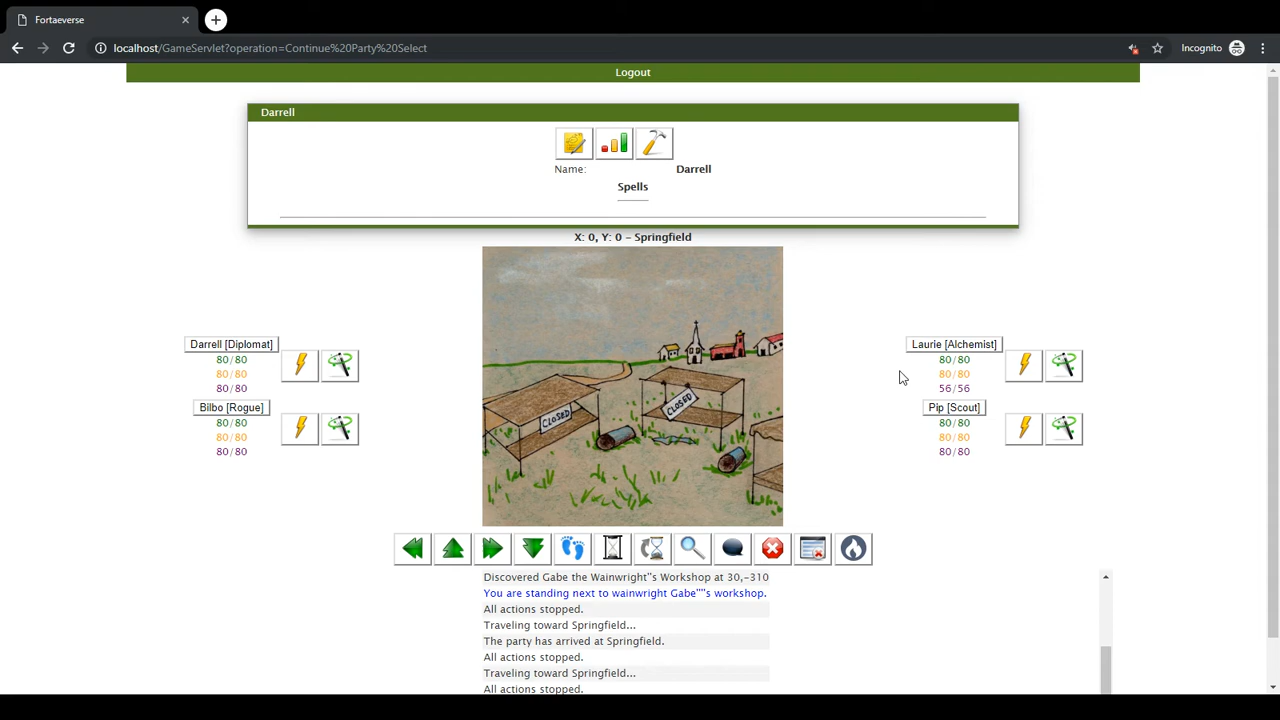 Fortaeverse
localhost/GameServlet?operation=Continue%20Party%20Select
Incognito
Logout
Darrell
Name: Darrell
Spells
X: 0, Y: 0 – Springfield
CLOSED
CLOSED
Darrell [Diplomat]
80/80
80/80
80/80
Bilbo [Rogue]
80/80
80/80
80/80
Laurie [Alchemist]
80/80
80/80
56/56
Pip [Scout]
80/80
80/80
80/80
Discovered Gabe the Wainwright''s Workshop at 30,-310
You are standing next to wainwright Gabe''''s workshop.
All actions stopped.
Traveling toward Springfield...
The party has arrived at Springfield.
All actions stopped.
Traveling toward Springfield...
All actions stopped.